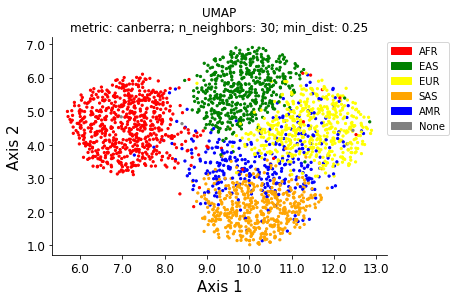 UMAP
metric: canberra; n_neighbors: 30; min_dist: 0.25
7.0
6.0
5.0
4.0
3.0
2.0
1.0
Axis 2
6.0 7.0 8.0 9.0 10.0 11.0 12.0 13.0
Axis 1
AFR
EAS
EUR
SAS
AMR
None